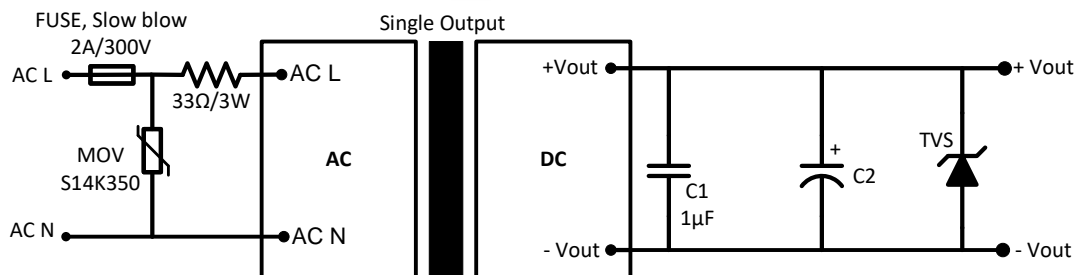 FUSE, Slow blow
2A/300V
Single Output
AC L
33Ω/3W
AC L
+Vout
+ Vout
MOV
S14K350
AC
DC
C1
1µF
+
C2
TVS
AC N
AC N
- Vout
- Vout